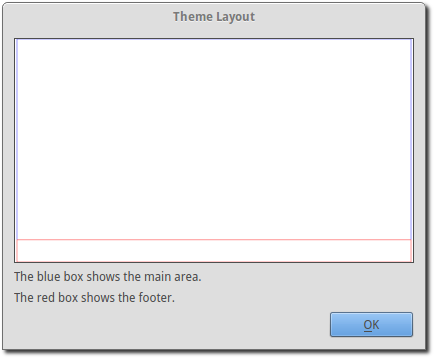 Theme Layout
The blue box shows the main area.
The red box shows the footer.
OK